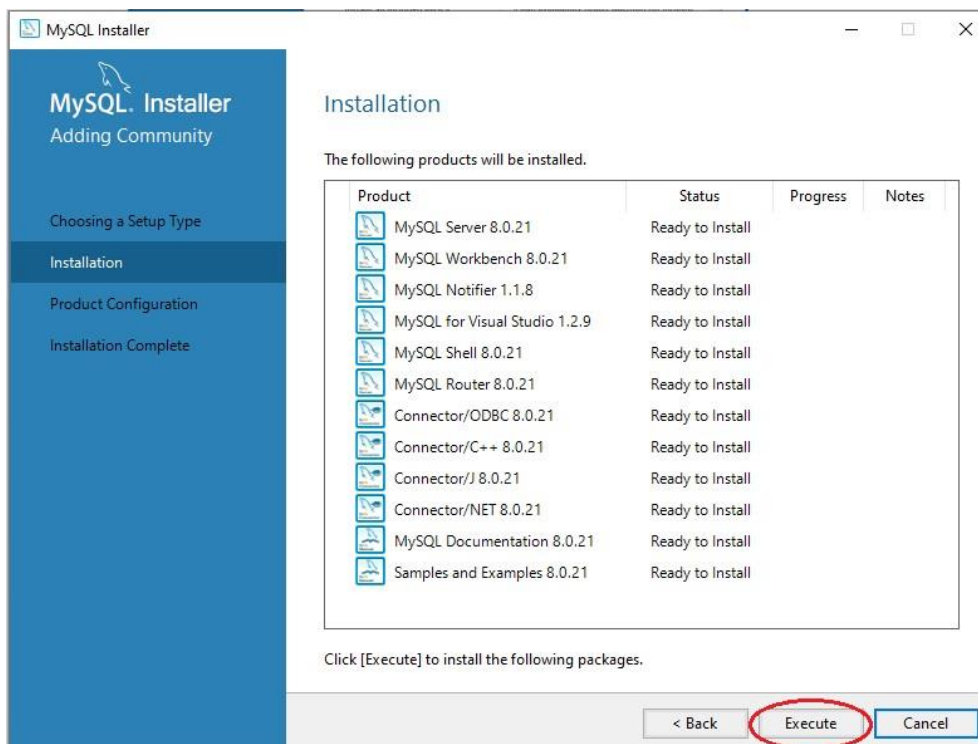 MySQL Installer
MySQL. Installer
Adding Community
Choosing a Setup Type
Installation
Product Configuration
Installation Complete
Installation
The following products will be installed.
Product Status Progress Notes
MySQL Server 8.0.21 Ready to Install
MySQL Workbench 8.0.21 Ready to Install
MySQL Notifier 1.1.8 Ready to Install
MySQL for Visual Studio 1.2.9 Ready to Install
MySQL Shell 8.0.21 Ready to Install
MySQL Router 8.0.21 Ready to Install
Connector/ODBC 8.0.21 Ready to Install
Connector/C++ 8.0.21 Ready to Install
Connector/J 8.0.21 Ready to Install
Connector/NET 8.0.21 Ready to Install
MySQL Documentation 8.0.21 Ready to Install
Samples and Examples 8.0.21 Ready to Install
Click [Execute] to install the following packages.
< Back Execute Cancel